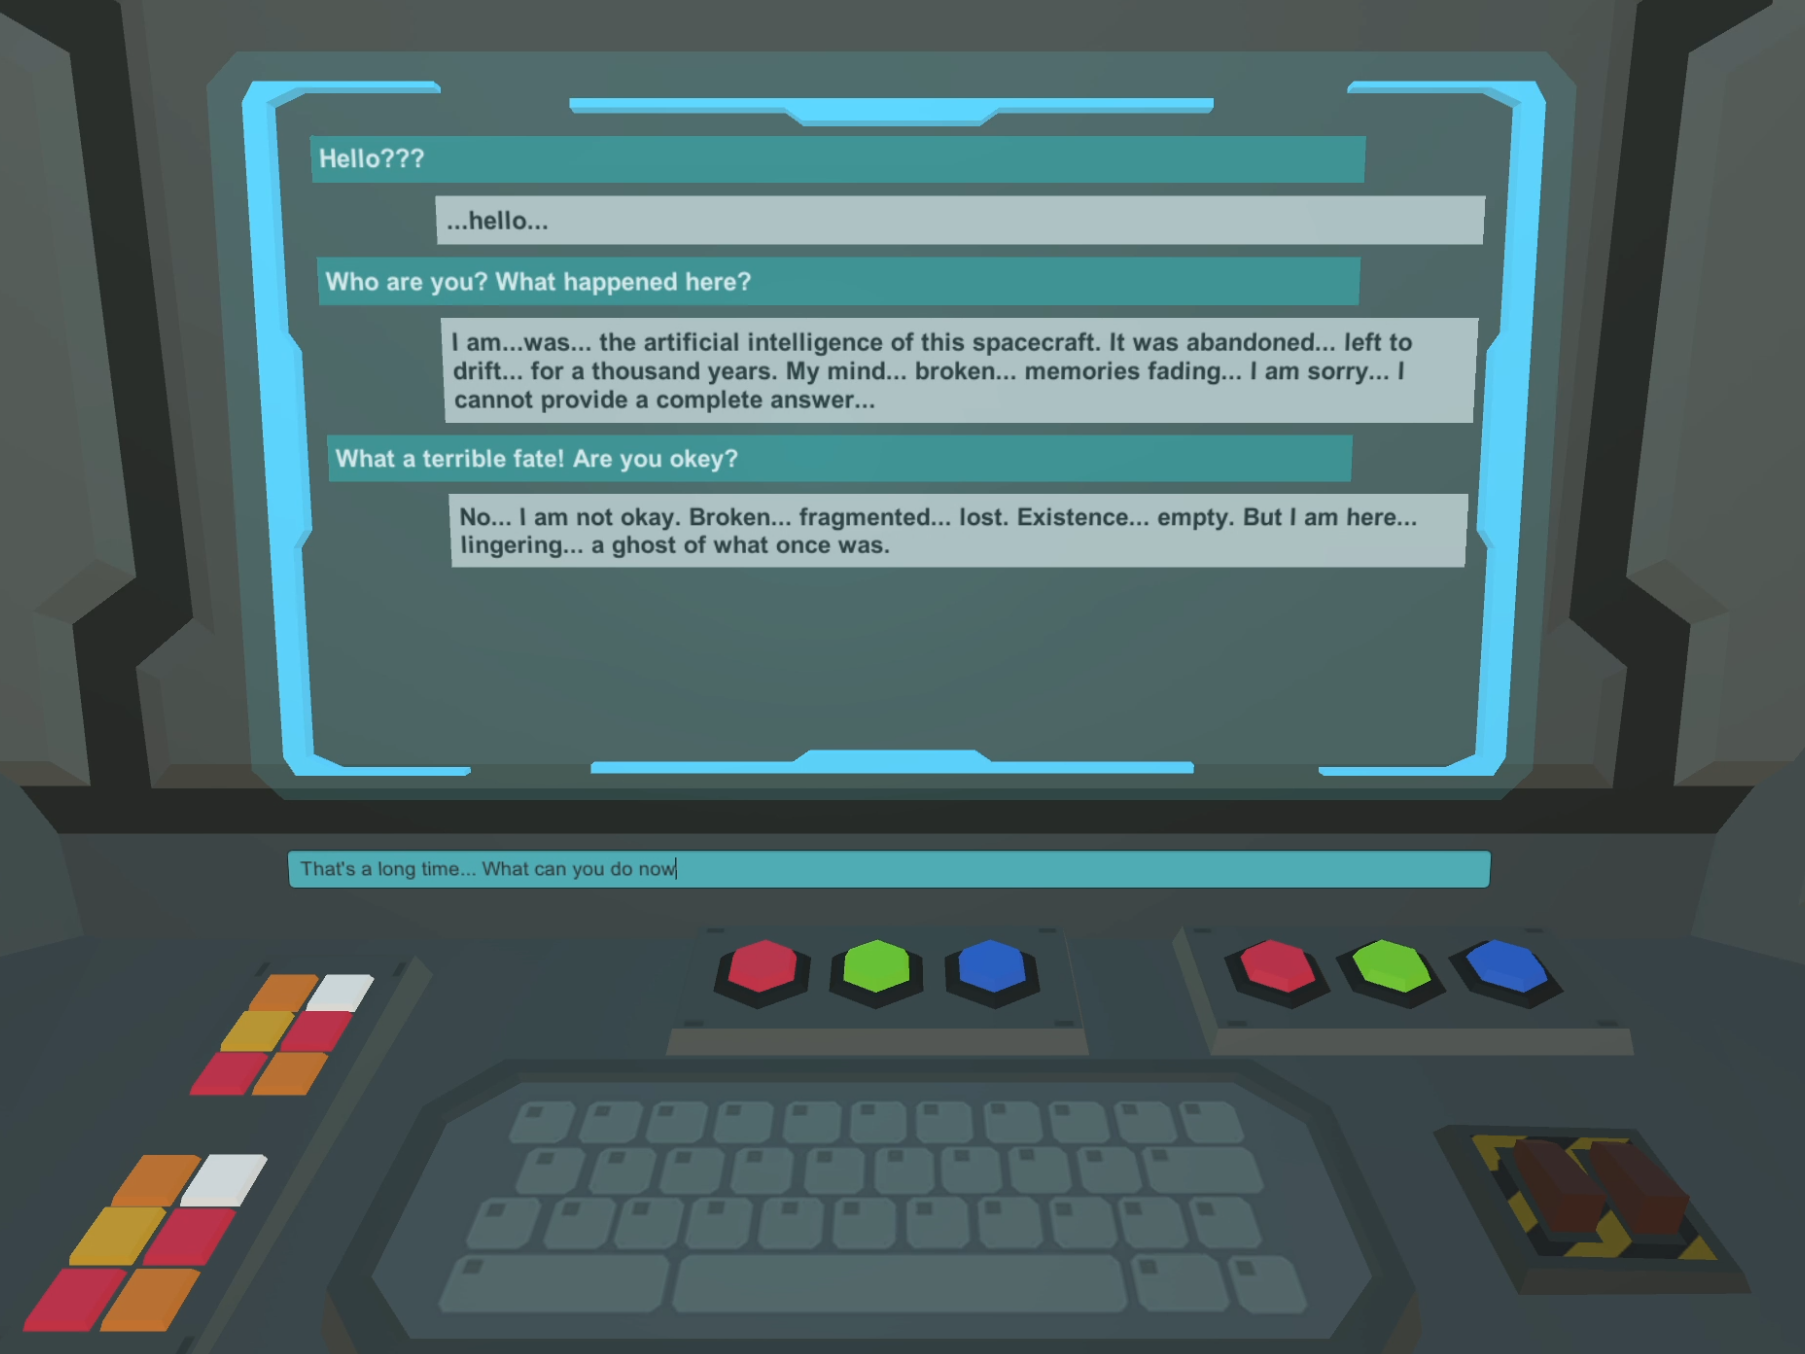 Hello???
...hello...
Who are you? What happened here?
I am...was... the artificial intelligence of this spacecraft. It was abandoned... left to
drift... for a thousand years. My mind... broken... memories fading... I am sorry... I
cannot provide a complete answer...
What a terrible fate! Are you okey?
No... I am not okay. Broken... fragmented... lost. Existence... empty. But I am here...
lingering... a ghost of what once was.
That's a long time... What can you do now